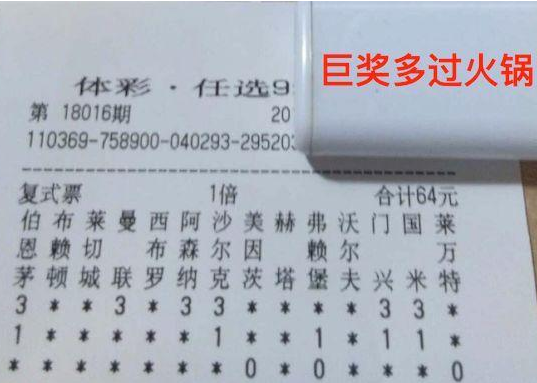 巨奖多过火锅
体彩·任选9
第 18016期 20
110369-758900-040293-295203
复式票 1倍 合计64元
伯 布 莱 曼 西 阿 沙 美 赫 弗 沃 门 国 莱
恩 赖 切 布 森 尔 因 赖 尔 万
茅 顿 城 联 罗 纳 克 茨 塔 堡 夫 兴 米 特
3 * * 3 * 3 3 * * * * 3 3 *
1 * * * * * 1 * * 1 * 1 1 *
* * * * * * * 0 * 0 * * * 0